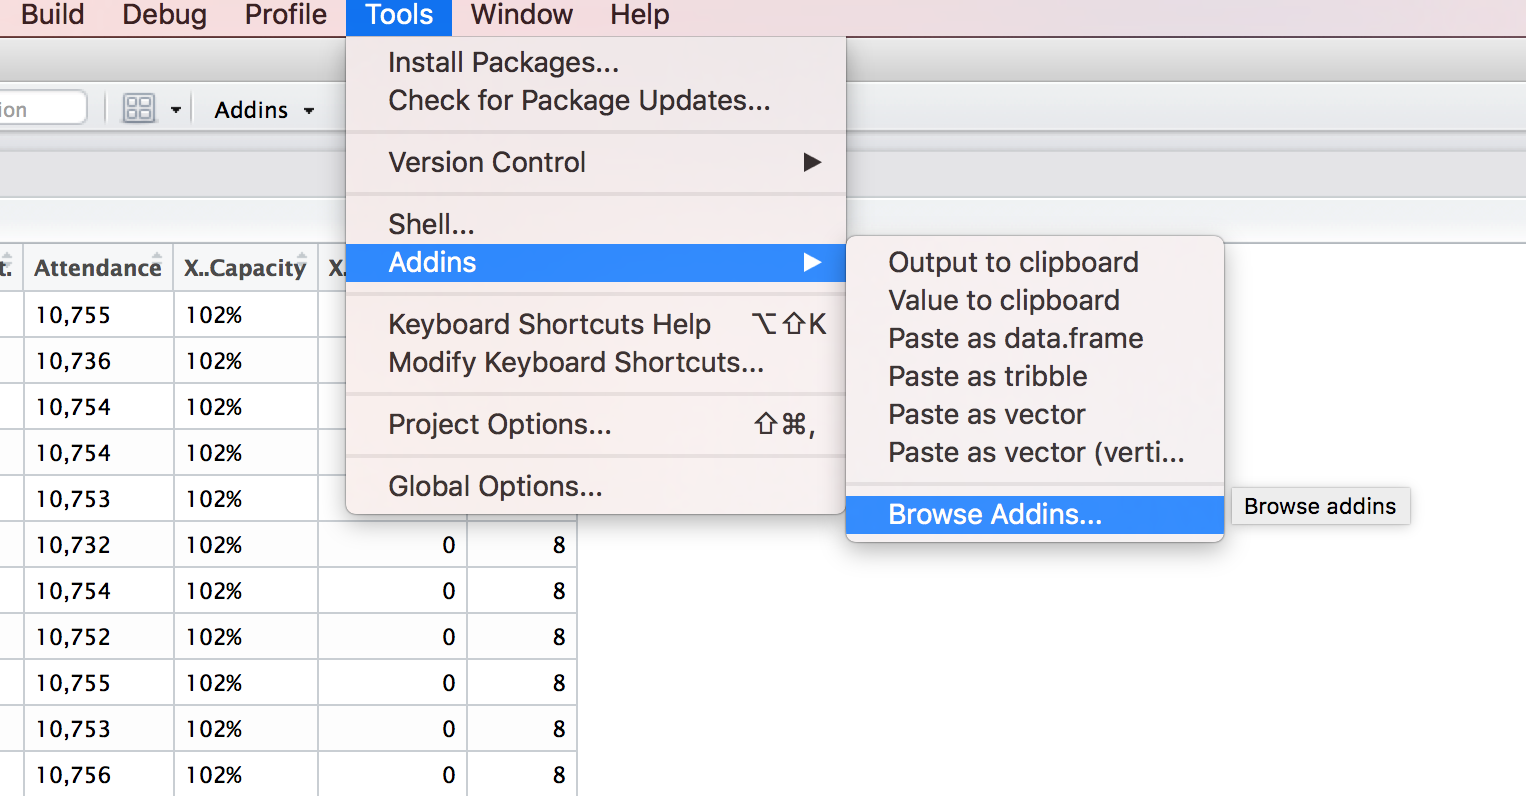 Build Debug Profile Tools Window Help
Install Packages...
Check for Package Updates...
ion Addins
Version Control
Shell...
t. Attendance X..Capacity X. Addins Output to clipboard
10,755 102% Value to clipboard
Keyboard Shortcuts Help ⌥⇧K Paste as data.frame
10,736 102% Modify Keyboard Shortcuts... Paste as tribble
10,754 102% Project Options... ⇧⌘, Paste as vector
10,754 102% Paste as vector (verti...
10,753 102% Global Options... Browse Addins... Browse addins
10,732 102% 0 8
10,754 102% 0 8
10,752 102% 0 8
10,755 102% 0 8
10,753 102% 0 8
10,756 102% 0 8